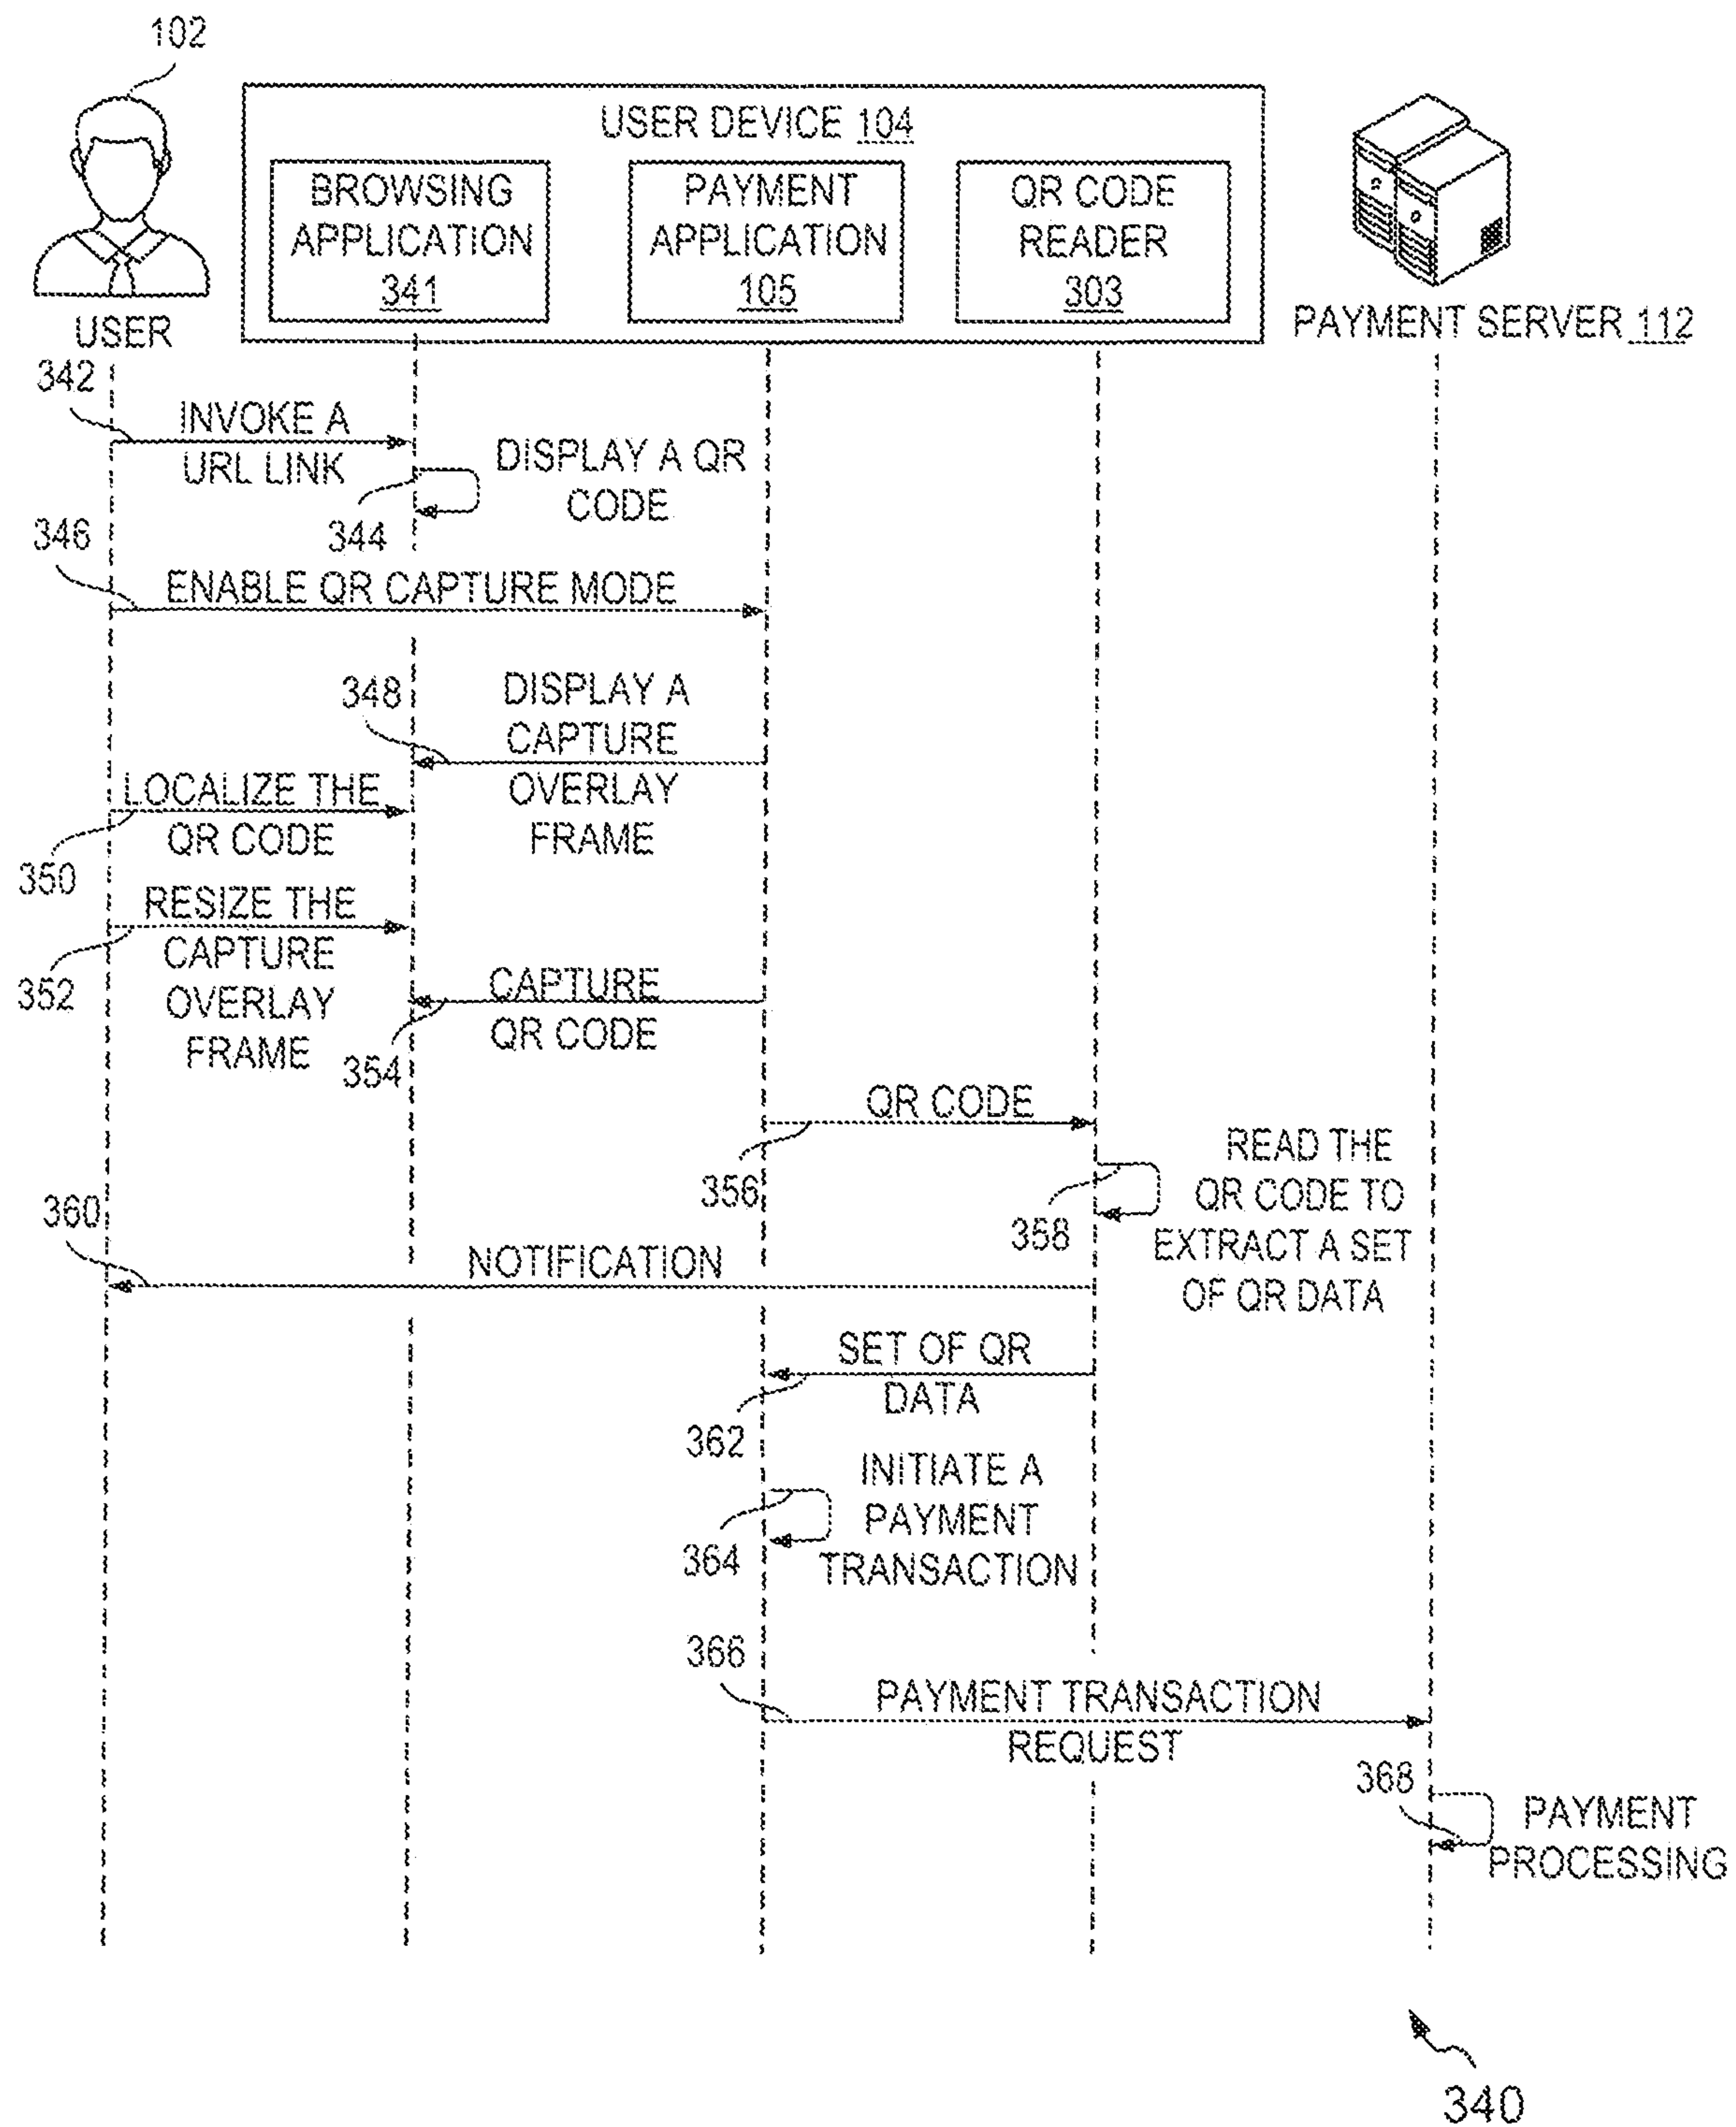 102
USER DEVICE 104
BROWSING
APPLICATION
341
PAYMENT
APPLICATION
105
QR CODE
READER
303
USER
PAYMENT SERVER 112
342
INVOKE A
URL LINK
344
DISPLAY A QR
CODE
346
ENABLE QR CAPTURE MODE
348
DISPLAY A
CAPTURE
OVERLAY
FRAME
LOCALIZE THE
QR CODE
350
RESIZE THE
CAPTURE
OVERLAY
FRAME
352
CAPTURE
QR CODE
354
QR CODE
356
358
READ THE
QR CODE TO
EXTRACT A SET
OF QR DATA
360
NOTIFICATION
SET OF QR
DATA
362
INITIATE A
PAYMENT
TRANSACTION
364
366
PAYMENT TRANSACTION
REQUEST
368
PAYMENT
PROCESSING
340